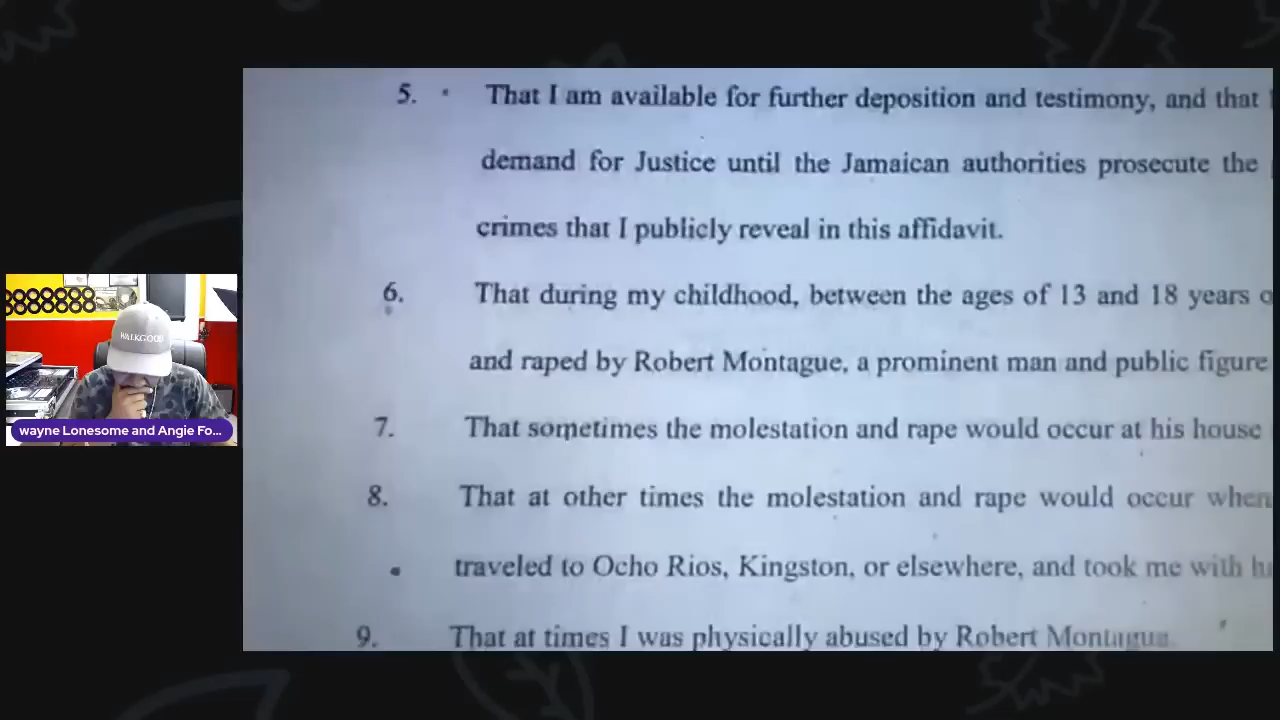 5. That I am available for further deposition and testimony, and that
demand for Justice until the Jamaican authorities prosecute the
crimes that I publicly reveal in this affidavit.
6. That during my childhood, between the ages of 13 and 18 years
and raped by Robert Montague, a prominent man and public figure
7. That sometimes the molestation and rape would occur at his house
8. That at other times the molestation and rape would occur when
traveled to Ocho Rios, Kingston, or elsewhere, and took me with
9. That at times I was physically abused by Robert Montague.
WALKGOOD
wayne Lonesome and Angie Fo...